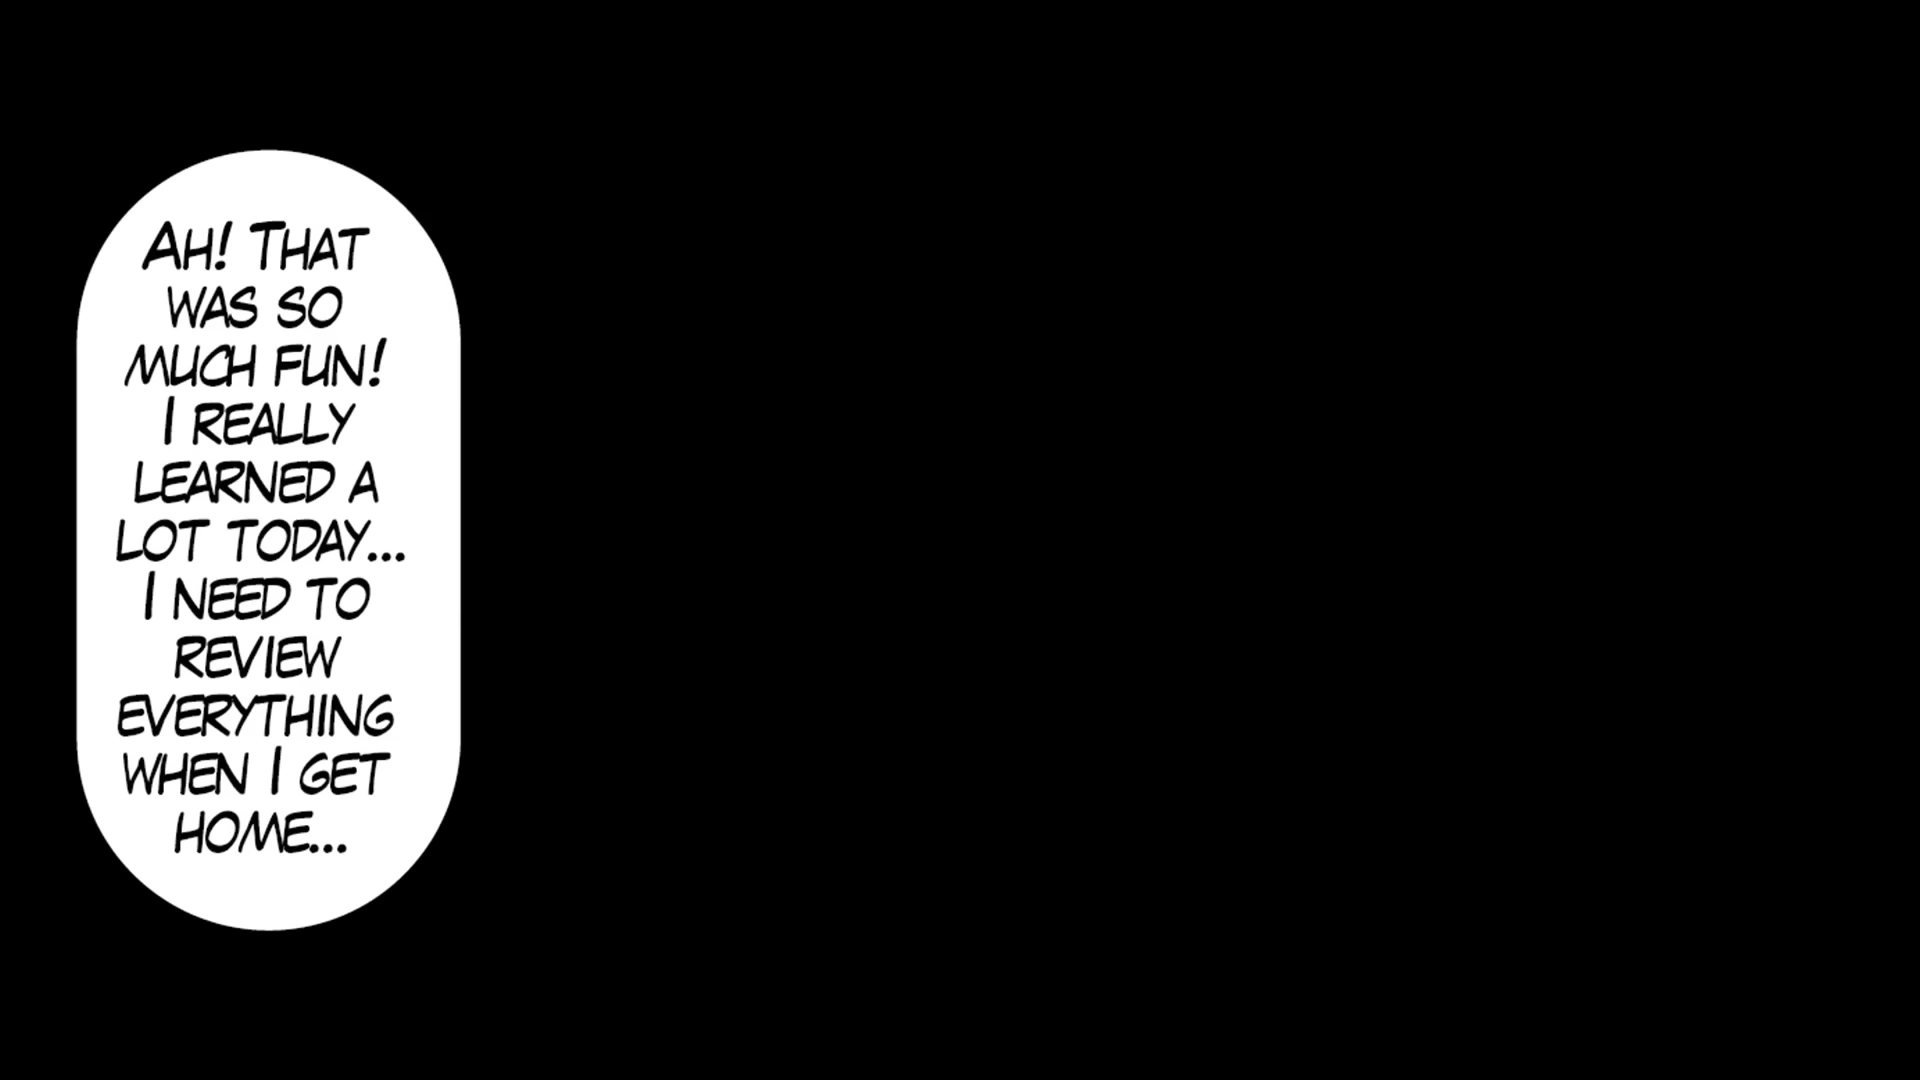 Ah! That
was so
much fun!
I really
learned a
lot today...
I need to
review
everything
when I get
home...